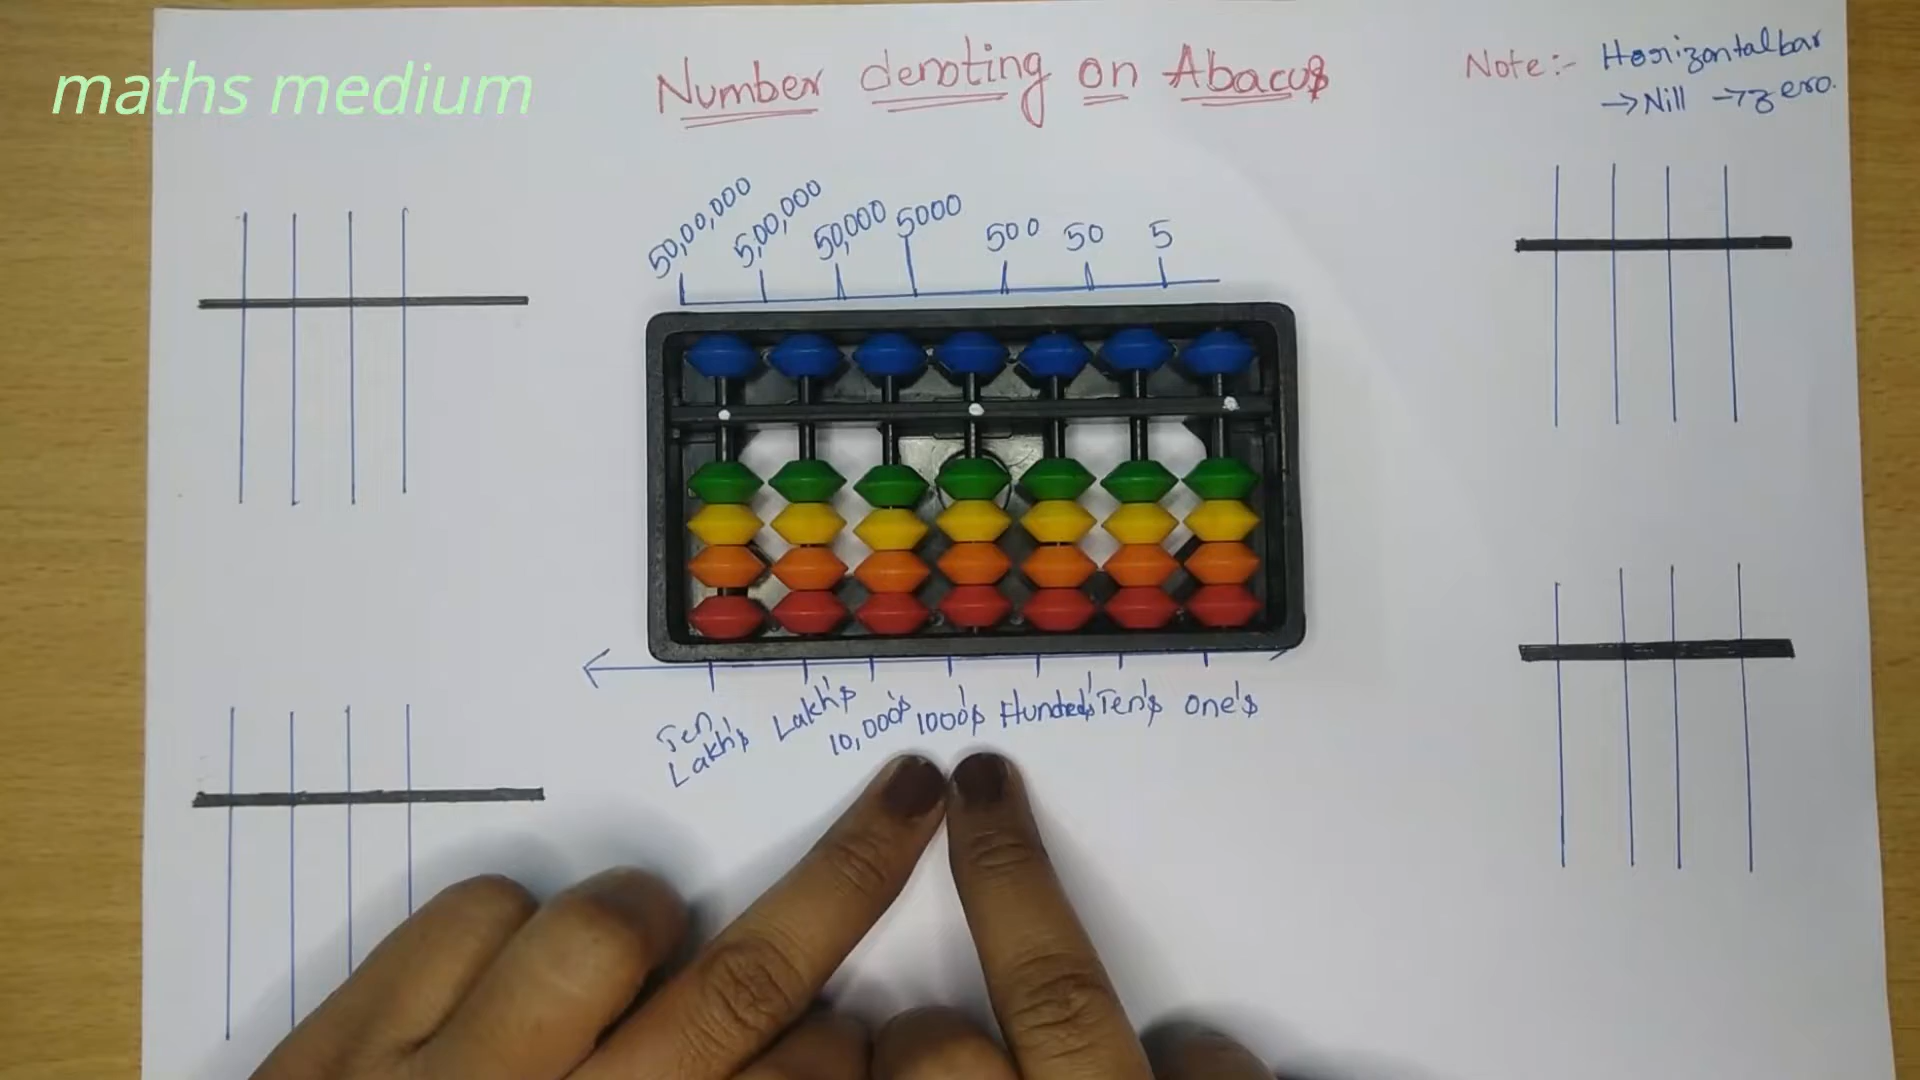 maths medium
Number denoting on Abacus
Note:- Horizontal bar
→ Nill → zero.
50,00,000 5,00,000 50,000 5000 500 50 5
Ten Lakh's Lakh's 10,000's 1000's Hunded's Ten's One's